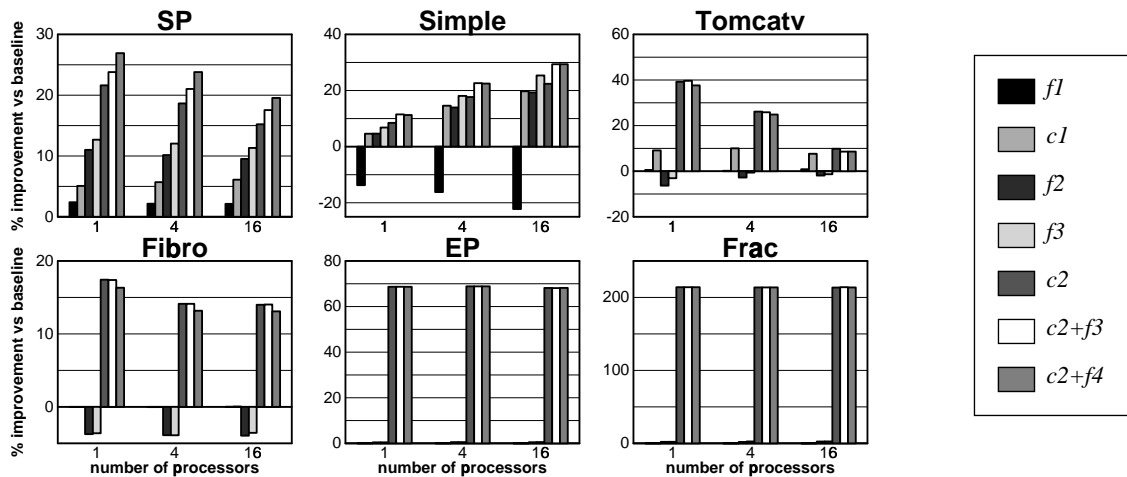 SP
Simple
Tomcatv
% improvement vs baseline
30
20
10
0
1
4
16
40
20
0
-20
1
4
16
60
40
20
0
-20
1
4
16
Fibro
EP
Frac
% improvement vs baseline
20
10
0
1
4
16
number of processors
80
60
40
20
0
1
4
16
number of processors
200
100
0
1
4
16
number of processors
f1
c1
f2
f3
c2
c2+f3
c2+f4